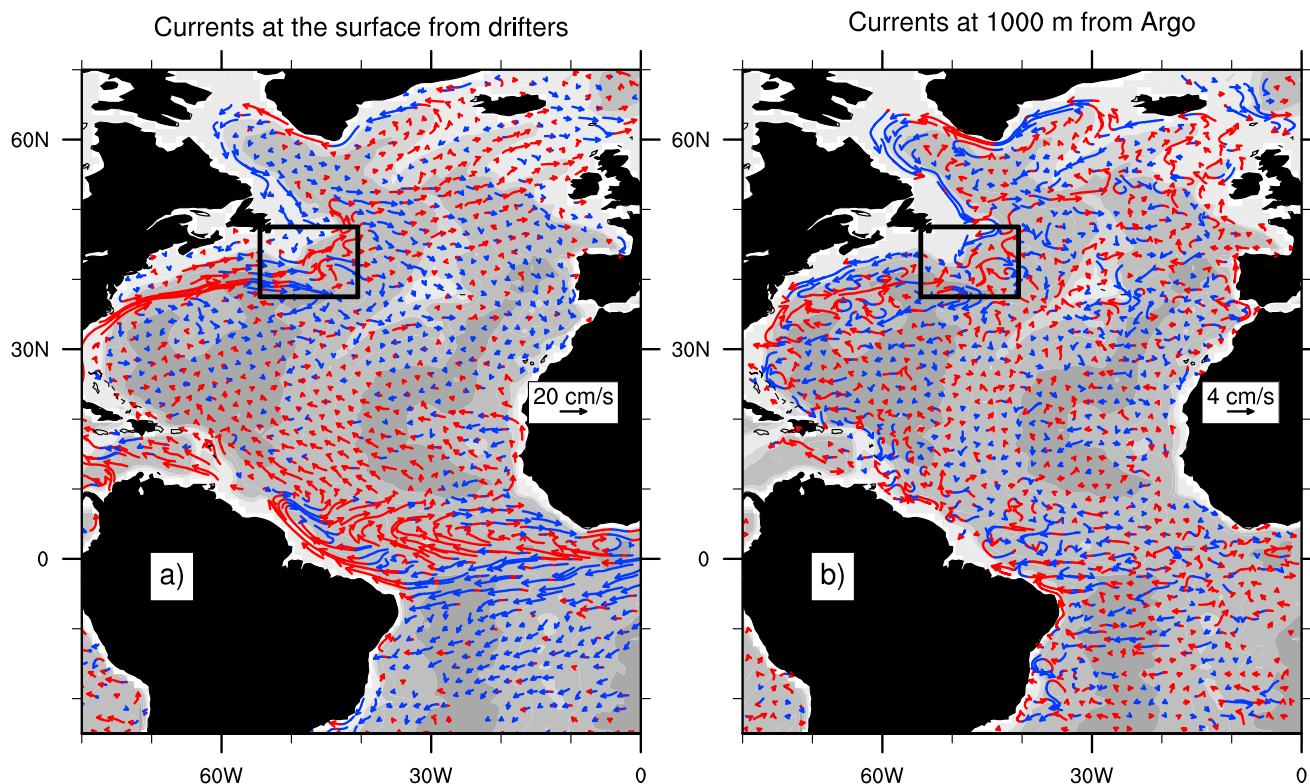 Currents at the surface from drifters
60N
30N
0
20 cm/s
a)
60W
30W
0
Currents at 1000 m from Argo
60N
30N
0
4 cm/s
b)
60W
30W
0